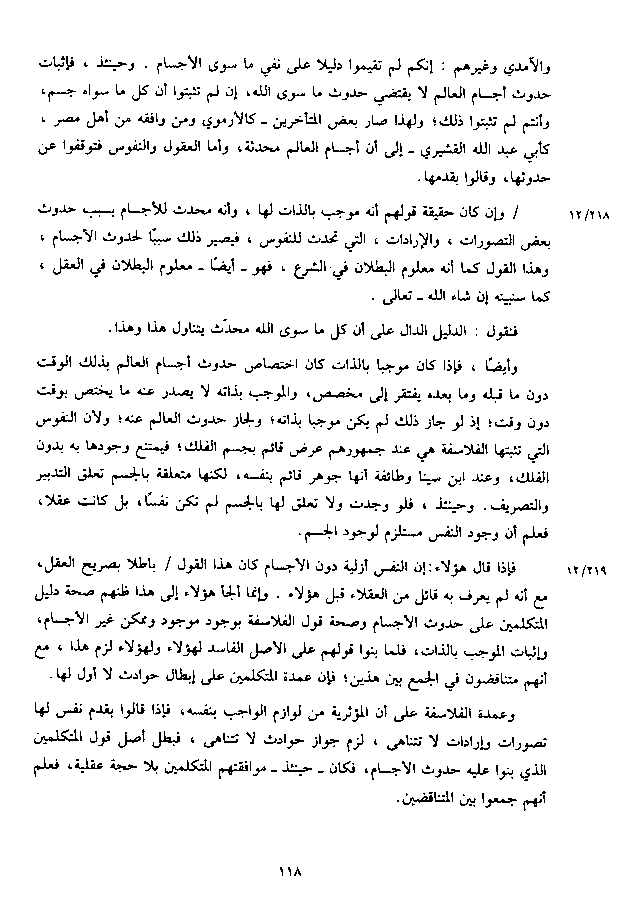 والآمدي وغيرهم : إنكم لم تقيموا دليلا على نفي ما سوى الأجسام . وحينئذ ، فإثبات
حدوث أجسام العالم لا يقتضي حدوث ما سوى الله، إن لم تثبتوا أن كل ما سواه جسم،
وأنتم لم تثبتوا ذلك؛ ولهذا صار بعض المتأخرين ـ كالأرموي ومن وافقه من أهل مصر ،
كأبي عبد الله القشيري ـ إلى أن أجسام العالم محدثة، وأما العقول والنفوس فتوقفوا عن
حدوثها، وقالوا بقدمها.
١٢/٢١٨ / وإن كان حقيقة قولهم أنه موجب بالذات لها ، وأنه محدث للأجسام بسبب حدوث
بعض التصورات ، والإرادات ، التي تحدث للنفوس ، فيصير ذلك سببًا لحدوث الأجسام ،
وهذا القول كما أنه معلوم البطلان في الشرع ، فهو ـ أيضًا ـ معلوم البطلان في العقل ،
كما سنبينه إن شاء الله ـ تعالى .
فنقول : الدليل الدال على أن كل ما سوى الله محدَث يتناول هذا وهذا.
وأيضًا ، فإذا كان موجبا بالذات كان اختصاص حدوث أجسام العالم بذلك الوقت
دون ما قبله وما بعده يفتقر إلى مخصص، والموجب بذاته لا يصدر عنه ما يختص بوقت
دون وقت؛ إذ لو جاز ذلك لم يكن موجبا بذاته؛ ولجاز حدوث العالم عنه؛ ولأن النفوس
التي تثبتها الفلاسفة هي عند جمهورهم عرض قائم بجسم الفلك؛ فيمتنع وجودها به بدون
الفلك، وعند ابن سينا وطائفة أنها جوهر قائم بنفسه، لكنها متعلقة بالجسم تعلق التدبير
والتصريف. وحينئذ ، فلو وجدت ولا تعلق لها بالجسم لم تكن نفسًا، بل كانت عقلا،
فعلم أن وجود النفس مستلزم لوجود الجسم.
١٢/٢١٩ فإذا قال هؤلاء: إن النفس أزلية دون الأجسام كان هذا القول / باطلا بصريح العقل،
مع أنه لم يعرف به قائل من العقلاء قبل هؤلاء . وإنما ألجأ هؤلاء إلى هذا ظنهم صحة دليل
المتكلمين على حدوث الأجسام وصحة قول الفلاسفة بوجود موجود وممكن غير الأجسام،
وإثبات الموجب بالذات، فلما بنوا قولهم على الأصل الفاسد لهؤلاء ولهؤلاء لزم هذا ، مع
أنهم متناقضون في الجمع بين هذين؛ فإن عمدة المتكلمين على إبطال حوادث لا أول لها.
وعمدة الفلاسفة على أن المؤثرية من لوازم الواجب بنفسه، فإذا قالوا بقدم نفس لها
تصورات وإرادات لا تتناهى ، لزم جواز حوادث لا تتناهى ، فبطل أصل قول المتكلمين
الذي بنوا عليه حدوث الأجسام، فكان ـ حينئذ ـ موافقتهم المتكلمين بلا حجة عقلية، فعلم
أنهم جمعوا بين المتناقضين.
١١٨